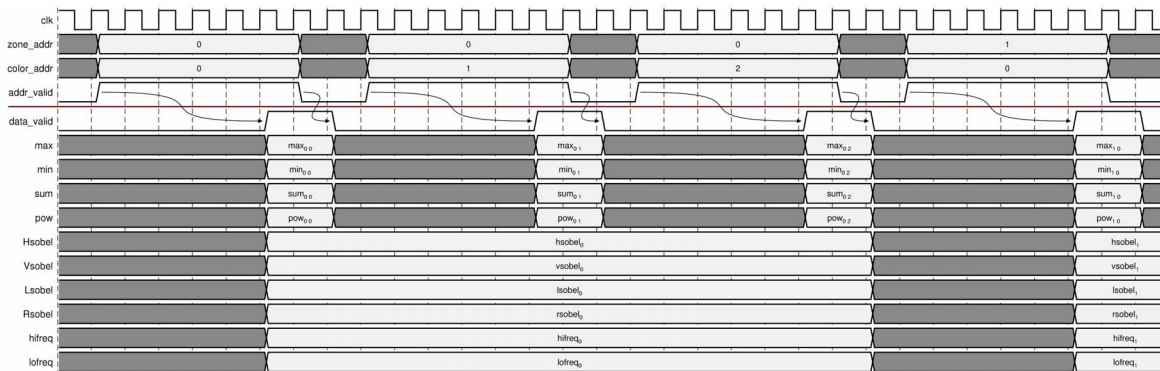 clk
zone_addr 0 0 0 1
color_addr 0 1 2 0
addr_valid
data_valid
max max₀ ₀ max₀ ₁ max₀ ₂ max₁ ₀
min min₀ ₀ min₀ ₁ min₀ ₂ min₁ ₀
sum sum₀ ₀ sum₀ ₁ sum₀ ₂ sum₁ ₀
pow pow₀ ₀ pow₀ ₁ pow₀ ₂ pow₁ ₀
Hsobel hsobel₀ hsobel₁
Vsobel vsobel₀ vsobel₁
Lsobel lsobel₀ lsobel₁
Rsobel rsobel₀ rsobel₁
hifreq hifreq₀ hifreq₁
lofreq lofreq₀ lofreq₁